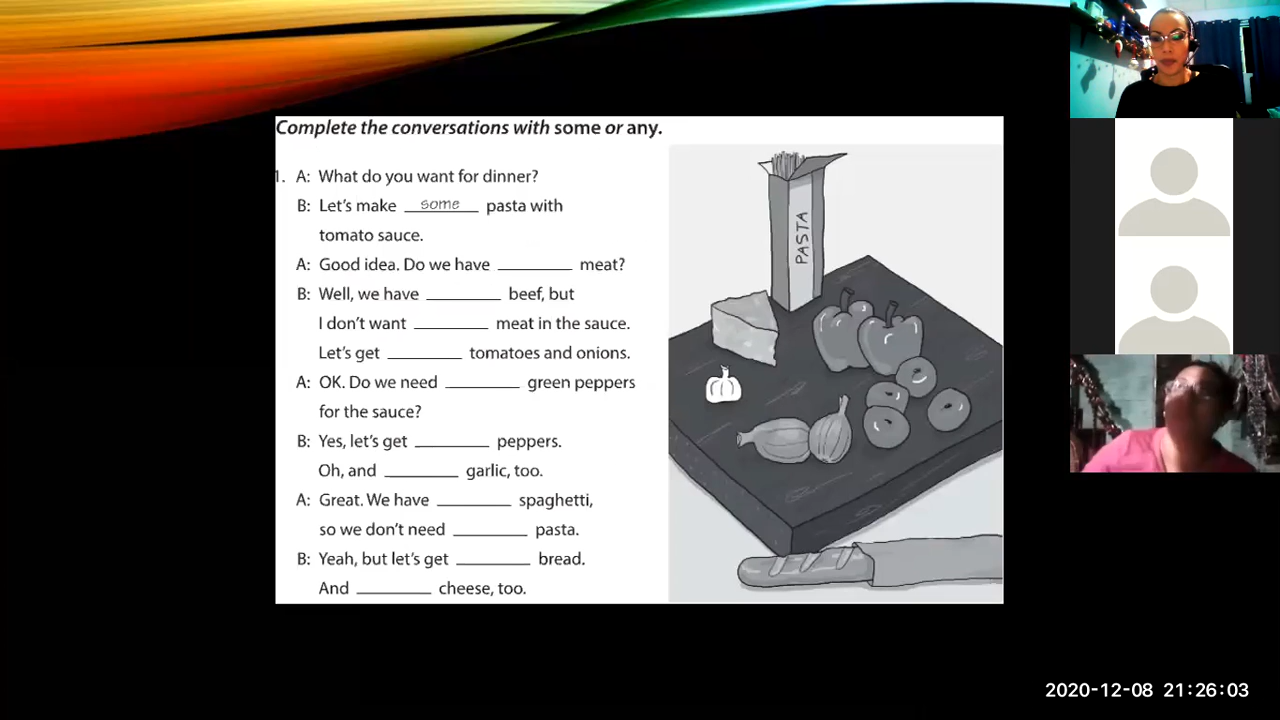 Complete the conversations with some or any.
1. A: What do you want for dinner?
B: Let's make some pasta with
tomato sauce.
A: Good idea. Do we have ________ meat?
B: Well, we have ________ beef, but
I don't want ________ meat in the sauce.
Let's get ________ tomatoes and onions.
A: OK. Do we need ________ green peppers
for the sauce?
B: Yes, let's get ________ peppers.
Oh, and ________ garlic, too.
A: Great. We have ________ spaghetti,
so we don't need ________ pasta.
B: Yeah, but let's get ________ bread.
And ________ cheese, too.
PASTA
2020-12-08 21:26:03